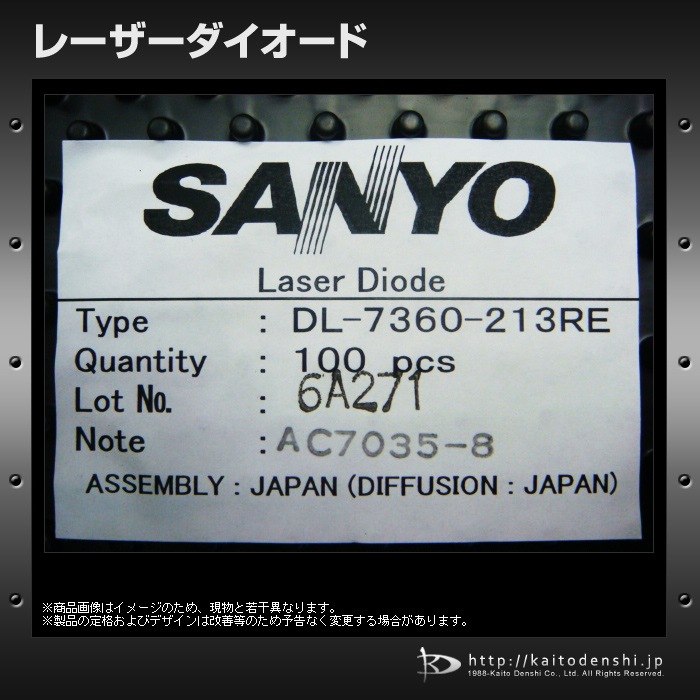 レーザーダイオード
SANYO
Laser Diode
Type : DL-7360-213RE
Quantity : 100 pcs
Lot No. : 6A271
Note : AC7035-8
ASSEMBLY : JAPAN (DIFFUSION : JAPAN)
※商品画像はイメージのため、現物と若干異なります。
※製品の定格およびデザインは改善等のため予告なく変更する場合があります。
http://kaitodenshi.jp
1988-Kaito Denshi Co., Ltd. All Rights Reserved.